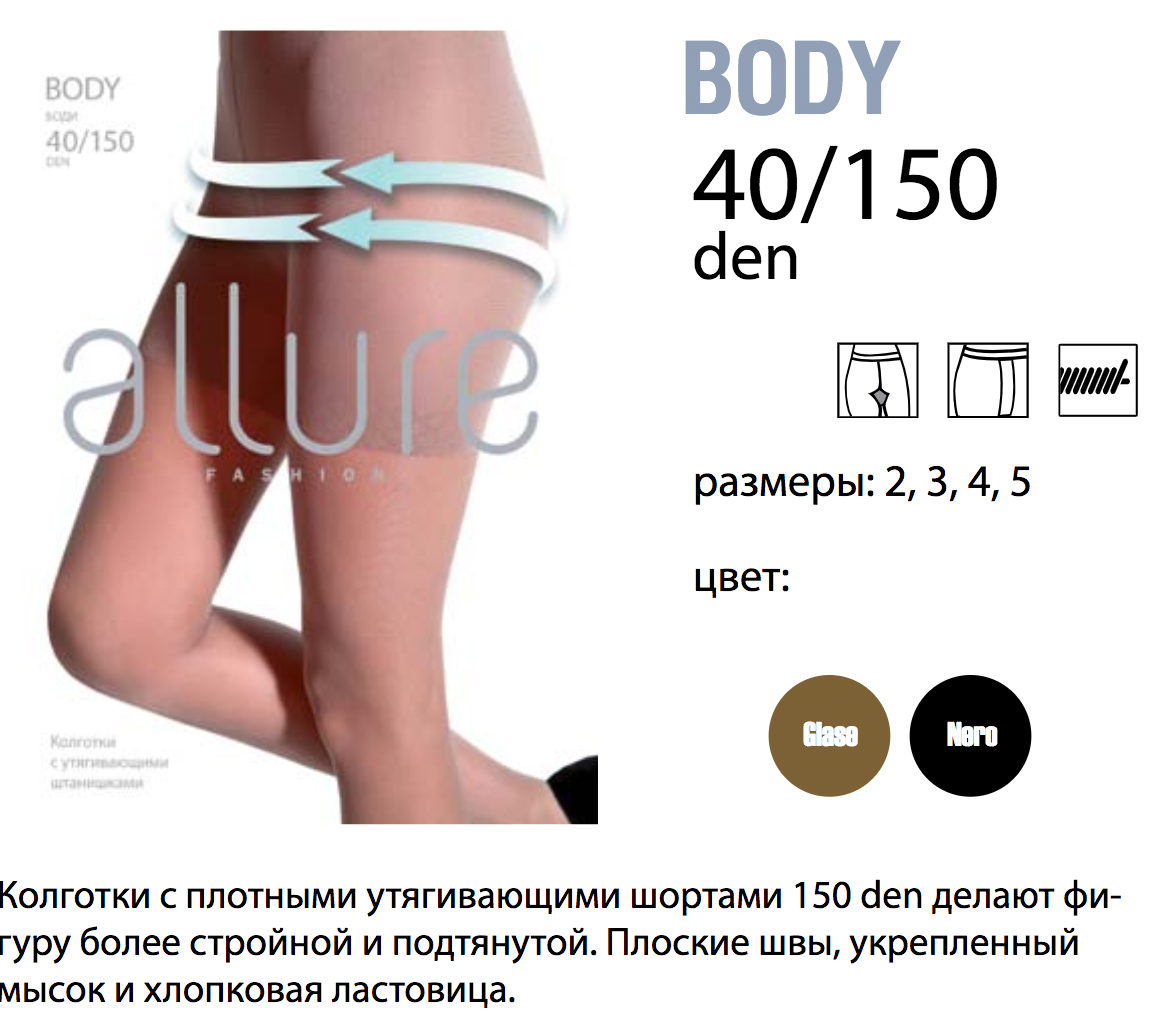 BODY
БОДИ
40/150
DEN
allure
FASHION
Колготки
с утягивающими
штанишками
BODY
40/150
den
размеры: 2, 3, 4, 5
цвет:
Glase
Nero
Колготки с плотными утягивающими шортами 150 den делают фи-
гуру более стройной и подтянутой. Плоские швы, укрепленный
мысок и хлопковая ластовица.